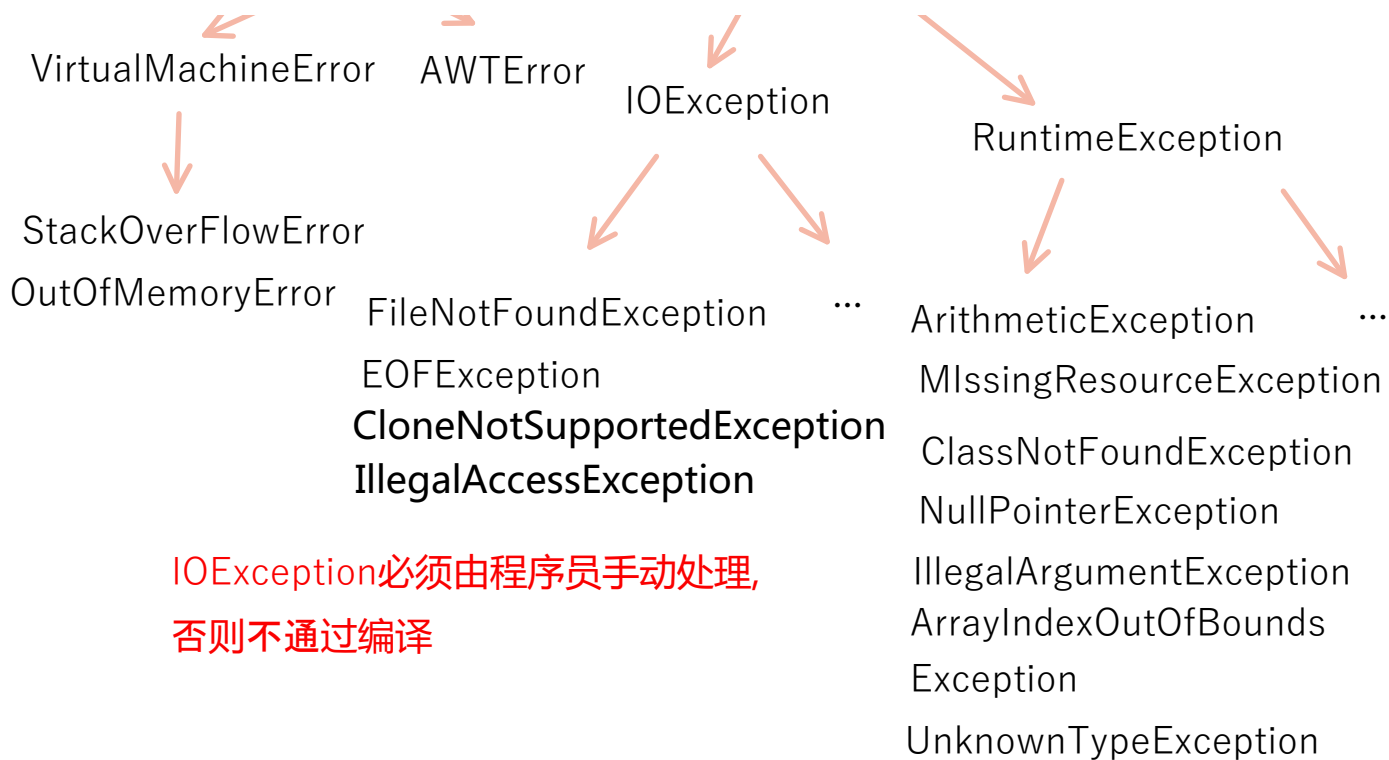 VirtualMachineError
AWTError
IOException
RuntimeException
StackOverFlowError
OutOfMemoryError
FileNotFoundException
...
EOFException
CloneNotSupportedException
IllegalAccessException
ArithmeticException
...
MIssingResourceException
ClassNotFoundException
NullPointerException
IllegalArgumentException
ArrayIndexOutOfBounds
Exception
UnknownTypeException
IOException必须由程序员手动处理,
否则不通过编译